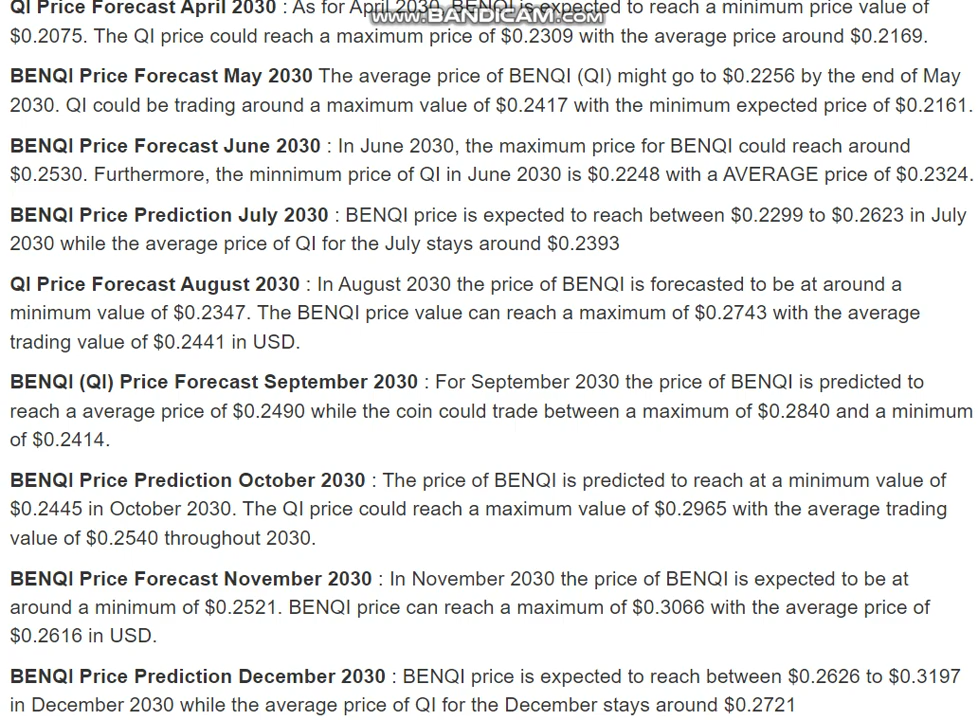 QI Price Forecast April 2030 : As for April 2030, BENQI is expected to reach a minimum price value of
www.BANDICAM.com
$0.2075. The QI price could reach a maximum price of $0.2309 with the average price around $0.2169.
BENQI Price Forecast May 2030 The average price of BENQI (QI) might go to $0.2256 by the end of May
2030. QI could be trading around a maximum value of $0.2417 with the minimum expected price of $0.2161.
BENQI Price Forecast June 2030 : In June 2030, the maximum price for BENQI could reach around
$0.2530. Furthermore, the minnimum price of QI in June 2030 is $0.2248 with a AVERAGE price of $0.2324.
BENQI Price Prediction July 2030 : BENQI price is expected to reach between $0.2299 to $0.2623 in July
2030 while the average price of QI for the July stays around $0.2393
QI Price Forecast August 2030 : In August 2030 the price of BENQI is forecasted to be at around a
minimum value of $0.2347. The BENQI price value can reach a maximum of $0.2743 with the average
trading value of $0.2441 in USD.
BENQI (QI) Price Forecast September 2030 : For September 2030 the price of BENQI is predicted to
reach a average price of $0.2490 while the coin could trade between a maximum of $0.2840 and a minimum
of $0.2414.
BENQI Price Prediction October 2030 : The price of BENQI is predicted to reach at a minimum value of
$0.2445 in October 2030. The QI price could reach a maximum value of $0.2965 with the average trading
value of $0.2540 throughout 2030.
BENQI Price Forecast November 2030 : In November 2030 the price of BENQI is expected to be at
around a minimum of $0.2521. BENQI price can reach a maximum of $0.3066 with the average price of
$0.2616 in USD.
BENQI Price Prediction December 2030 : BENQI price is expected to reach between $0.2626 to $0.3197
in December 2030 while the average price of QI for the December stays around $0.2721